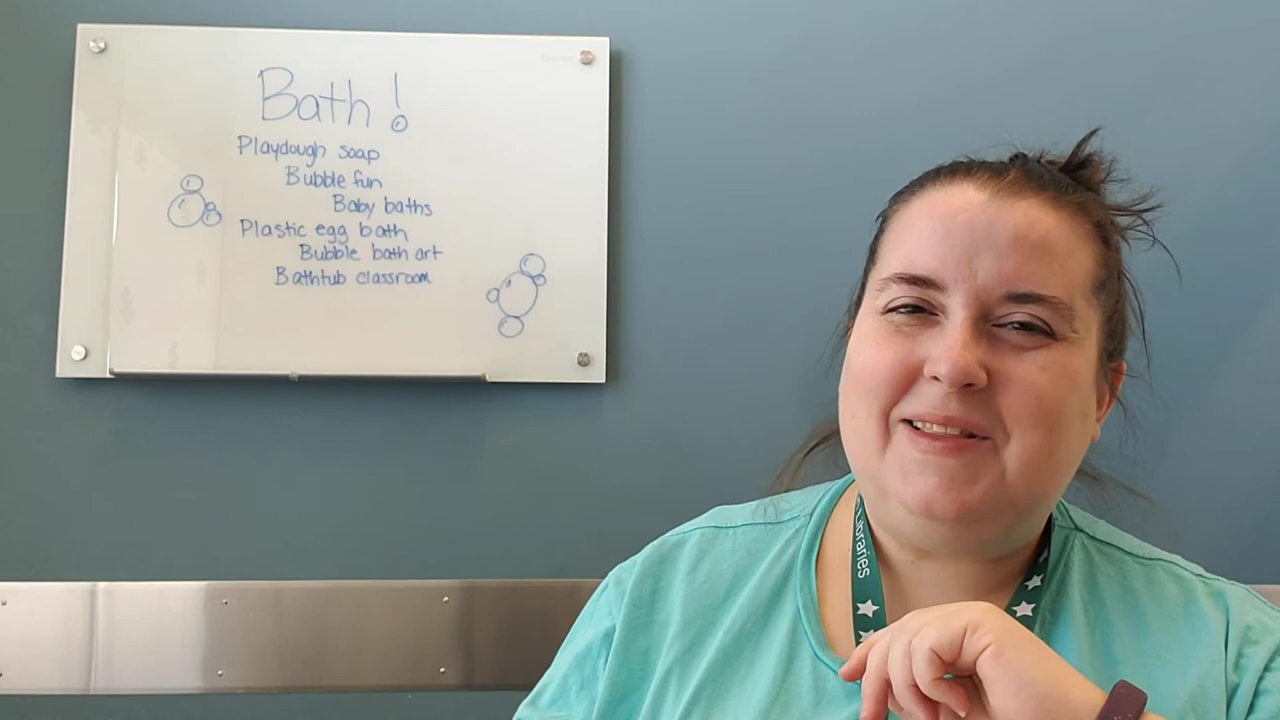 Bath!
Playdough soap
Bubble fun
Baby baths
Plastic egg bath
Bubble bath art
Bathtub classroom
Libraries